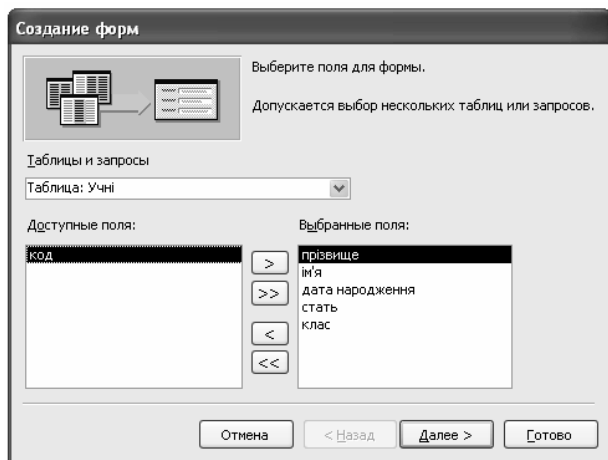 Создание форм
Выберите поля для формы.
Допускается выбор нескольких таблиц или запросов.
Таблицы и запросы
Таблица: Учні
Доступные поля:
Выбранные поля:
код
прізвище
ім'я
дата народження
стать
клас
>
>>
<
<<
Отмена
< Назад
Далее >
Готово